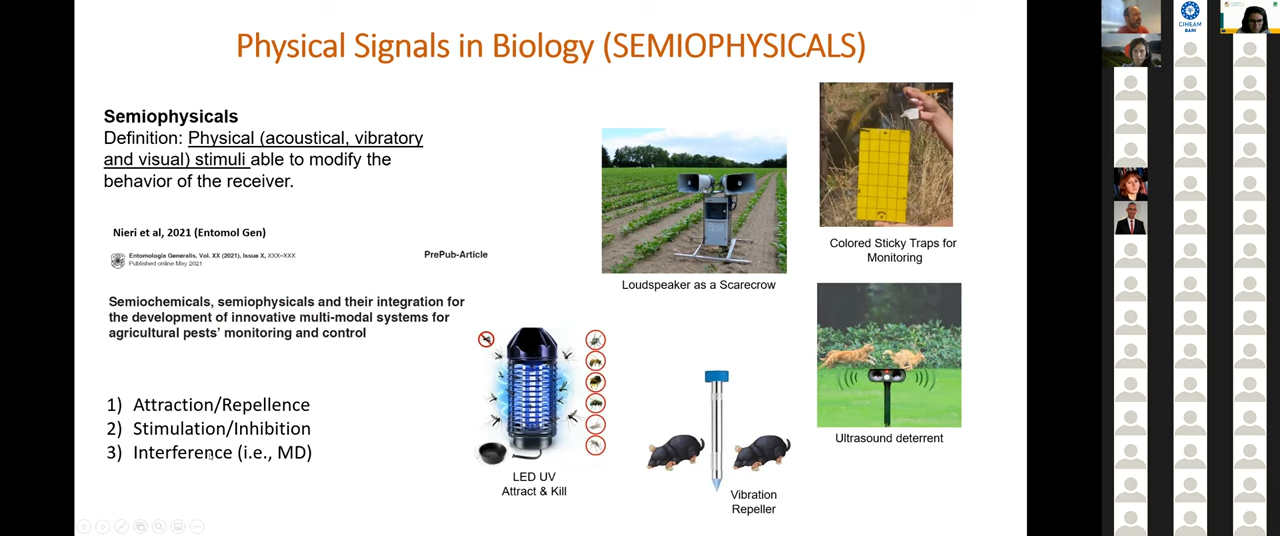 Physical Signals in Biology (SEMIOPHYSICALS)
Semiophysicals
Definition: Physical (acoustical, vibratory
and visual) stimuli able to modify the
behavior of the receiver.
Nieri et al, 2021 (Entomol Gen)
Entomologia Generalis, Vol. XX (2021), Issue X, XXX–XXX
Published online May 2021
PrePub-Article
Semiochemicals, semiophysicals and their integration for
the development of innovative multi-modal systems for
agricultural pests' monitoring and control
1) Attraction/Repellence
2) Stimulation/Inhibition
3) Interference (i.e., MD)
Loudspeaker as a Scarecrow
Colored Sticky Traps for
Monitoring
LED UV
Attract & Kill
Vibration
Repeller
Ultrasound deterrent
CIHEAM
BARI